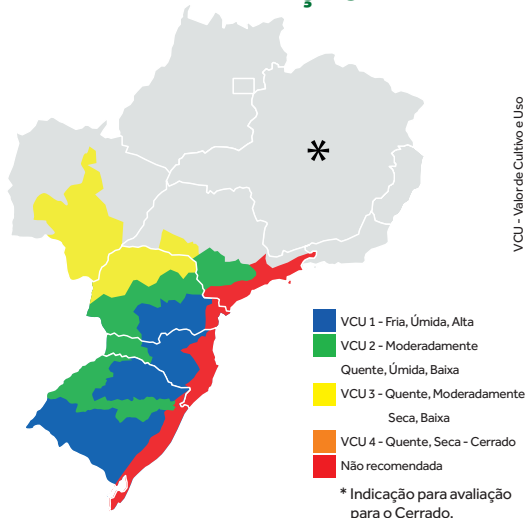 *
VCU - Valor de Cultivo e Uso
VCU 1 - Fria, Úmida, Alta
VCU 2 - Moderadamente
Quente, Úmida, Baixa
VCU 3 - Quente, Moderadamente
Seca, Baixa
VCU 4 - Quente, Seca - Cerrado
Não recomendada
* Indicação para avaliação
para o Cerrado.